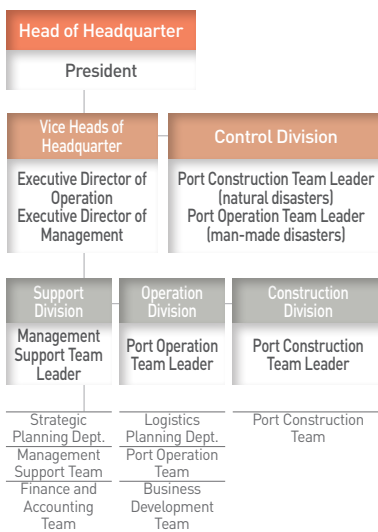 Head of Headquarter
President
Vice Heads of
Headquarter
Executive Director of
Operation
Executive Director of
Management
Control Division
Port Construction Team Leader
(natural disasters)
Port Operation Team Leader
(man-made disasters)
Support
Division
Management
Support Team
Leader
Operation
Division
Port Operation
Team Leader
Construction
Division
Port Construction
Team Leader
Strategic
Planning Dept.
Management
Support Team
Finance and
Accounting
Team
Logistics
Planning Dept.
Port Operation
Team
Business
Development
Team
Port Construction
Team